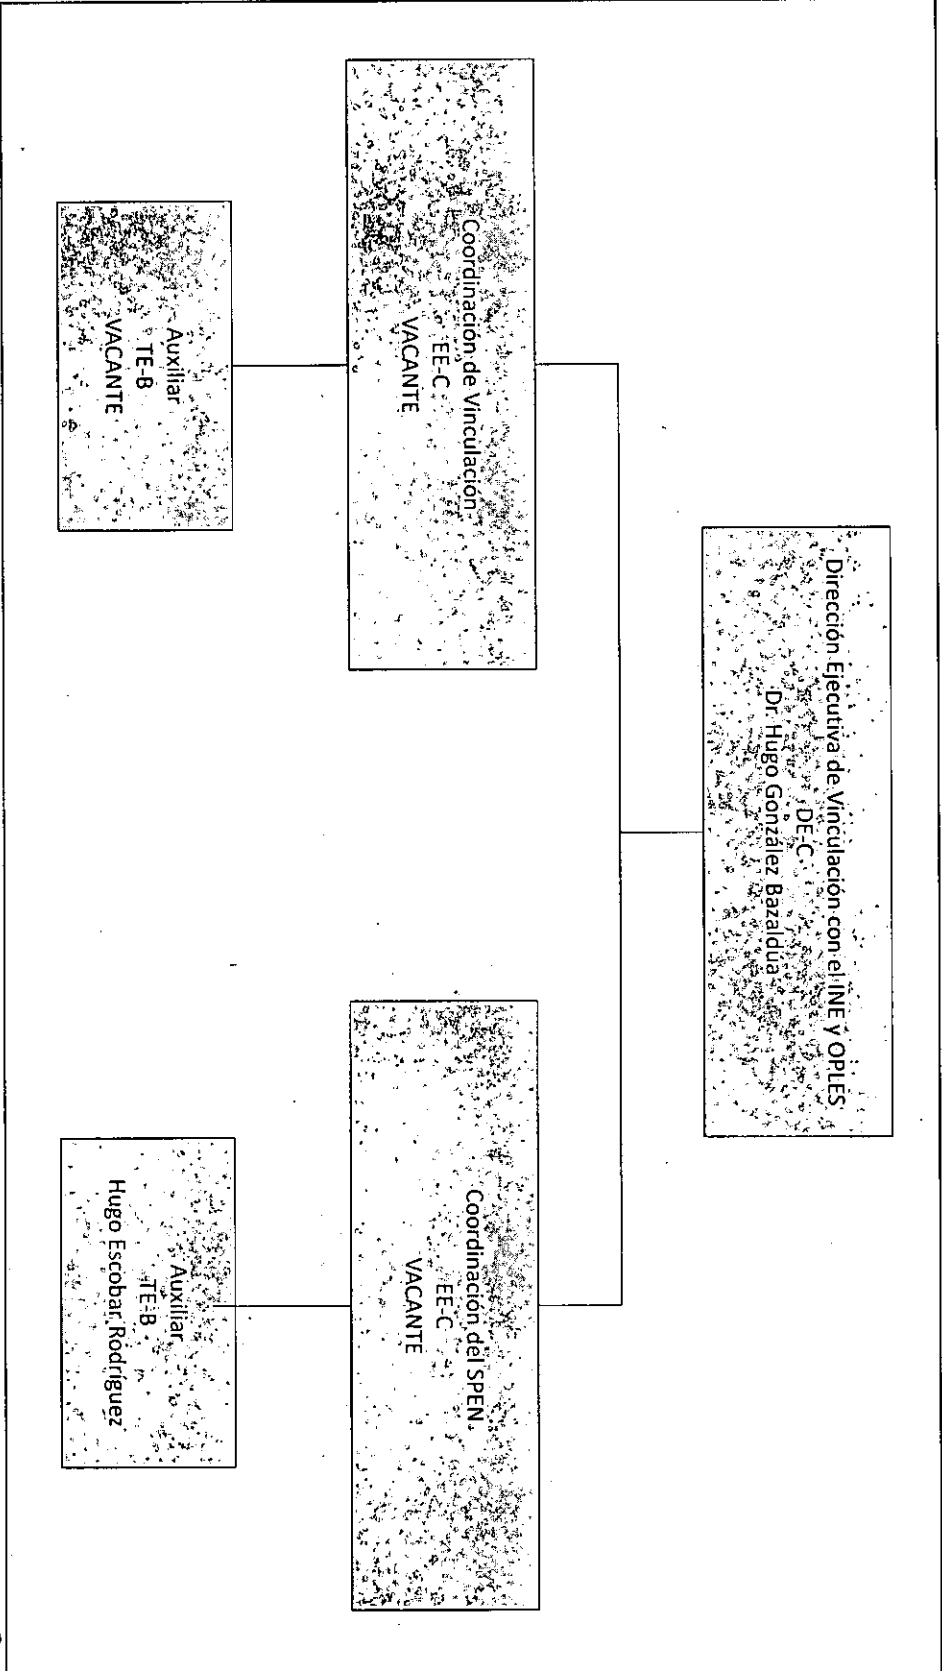 Dirección Ejecutiva de Vinculación con el INE y OPLES
DE-C
Dr. Hugo González Bazaldúa
Coordinación de Vinculación
EE-C
VACANTE
Coordinación del SPEN
EE-C
VACANTE
Auxiliar
TE-B
VACANTE
Auxiliar
TE-B
Hugo Escobar Rodríguez